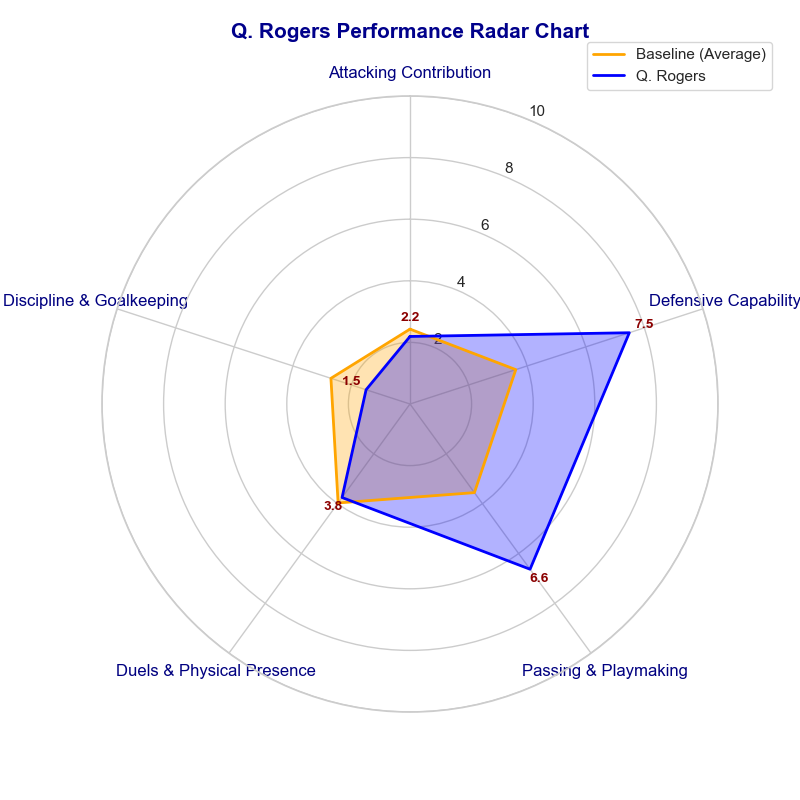 Q. Rogers Performance Radar Chart
Baseline (Average)
Q. Rogers
Attacking Contribution
10
8
6
4
2
2.2
Discipline & Goalkeeping
Defensive Capability
7.5
1.5
3.8
6.6
Duels & Physical Presence
Passing & Playmaking